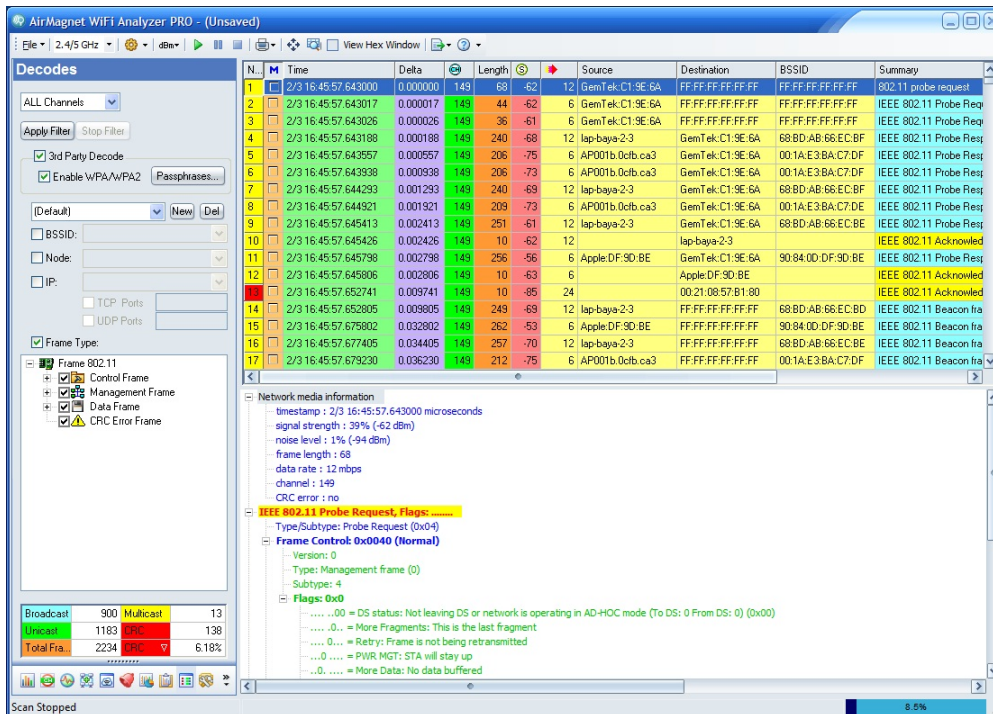 AirMagnet WiFi Analyzer PRO - (Unsaved)
File 2.4/5 GHz dBm View Hex Window
Decodes
ALL Channels
Apply Filter Stop Filter
3rd Party Decode
Enable WPA/WPA2 Passphrases...
(Default) New Del
BSSID:
Node:
IP:
TCP Ports
UDP Ports
Frame Type:
Frame 802.11
Control Frame
Management Frame
Data Frame
CRC Error Frame
Broadcast 900 Multicast 13
Unicast 1183 CRC 138
Total Fra... 2234 CRC 6.18%
N... M Time Delta CH Length S Source Destination BSSID Summary
1 2/3 16:45:57.643000 0.000000 149 68 -62 12 GemTek:C1:9E:6A FF:FF:FF:FF:FF:FF FF:FF:FF:FF:FF:FF 802.11 probe request
2 2/3 16:45:57.643017 0.000017 149 44 -62 6 GemTek:C1:9E:6A FF:FF:FF:FF:FF:FF FF:FF:FF:FF:FF:FF IEEE 802.11 Probe Req
3 2/3 16:45:57.643026 0.000026 149 36 -61 6 GemTek:C1:9E:6A FF:FF:FF:FF:FF:FF FF:FF:FF:FF:FF:FF IEEE 802.11 Probe Req
4 2/3 16:45:57.643188 0.000188 149 240 -68 12 lap-baya-2-3 GemTek:C1:9E:6A 68:BD:AB:66:EC:BF IEEE 802.11 Probe Resp
5 2/3 16:45:57.643557 0.000557 149 206 -75 6 AP001b.0cfb.ca3 GemTek:C1:9E:6A 00:1A:E3:BA:C7:DF IEEE 802.11 Probe Resp
6 2/3 16:45:57.643938 0.000938 149 206 -73 6 AP001b.0cfb.ca3 GemTek:C1:9E:6A 00:1A:E3:BA:C7:DF IEEE 802.11 Probe Resp
7 2/3 16:45:57.644293 0.001293 149 240 -69 12 lap-baya-2-3 GemTek:C1:9E:6A 68:BD:AB:66:EC:BF IEEE 802.11 Probe Resp
8 2/3 16:45:57.644921 0.001921 149 209 -73 6 AP001b.0cfb.ca3 GemTek:C1:9E:6A 00:1A:E3:BA:C7:DE IEEE 802.11 Probe Resp
9 2/3 16:45:57.645413 0.002413 149 251 -61 12 lap-baya-2-3 GemTek:C1:9E:6A 68:BD:AB:66:EC:BE IEEE 802.11 Probe Resp
10 2/3 16:45:57.645426 0.002426 149 10 -62 12 lap-baya-2-3 IEEE 802.11 Acknowled
11 2/3 16:45:57.645798 0.002798 149 256 -56 6 Apple:DF:9D:BE GemTek:C1:9E:6A 90:84:0D:DF:9D:BE IEEE 802.11 Probe Resp
12 2/3 16:45:57.645806 0.002806 149 10 -63 6 Apple:DF:9D:BE IEEE 802.11 Acknowled
13 2/3 16:45:57.652741 0.009741 149 10 -85 24 00:21:08:57:B1:80 IEEE 802.11 Acknowled
14 2/3 16:45:57.652805 0.009805 149 249 -69 12 lap-baya-2-3 FF:FF:FF:FF:FF:FF 68:BD:AB:66:EC:BD IEEE 802.11 Beacon fra
15 2/3 16:45:57.675802 0.032802 149 262 -53 6 Apple:DF:9D:BE FF:FF:FF:FF:FF:FF 90:84:0D:DF:9D:BE IEEE 802.11 Beacon fra
16 2/3 16:45:57.677405 0.034405 149 257 -70 12 lap-baya-2-3 FF:FF:FF:FF:FF:FF 68:BD:AB:66:EC:BE IEEE 802.11 Beacon fra
17 2/3 16:45:57.679230 0.036230 149 212 -75 6 AP001b.0cfb.ca3 FF:FF:FF:FF:FF:FF 00:1A:E3:BA:C7:DF IEEE 802.11 Beacon fra
Network media information
timestamp : 2/3 16:45:57.643000 microseconds
signal strength : 39% (-62 dBm)
noise level : 1% (-94 dBm)
frame length : 68
data rate : 12 mbps
channel : 149
CRC error : no
IEEE 802.11 Probe Request, Flags: ........
Type/Subtype: Probe Request (0x04)
Frame Control: 0x0040 (Normal)
Version: 0
Type: Management frame (0)
Subtype: 4
Flags: 0x0
.... ..00 = DS status: Not leaving DS or network is operating in AD-HOC mode (To DS: 0 From DS: 0) (0x00)
.... .0.. = More Fragments: This is the last fragment
.... 0... = Retry: Frame is not being retransmitted
...0 .... = PWR MGT: STA will stay up
..0. .... = More Data: No data buffered
Scan Stopped 8.5%